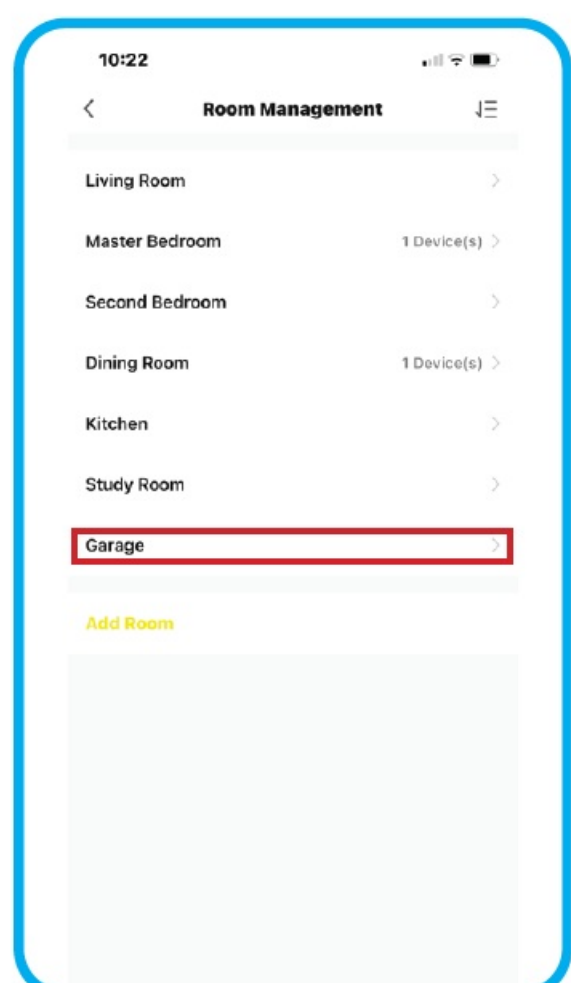 10:22
Room Management
Living Room
Master Bedroom 1 Device(s)
Second Bedroom
Dining Room 1 Device(s)
Kitchen
Study Room
Garage
Add Room